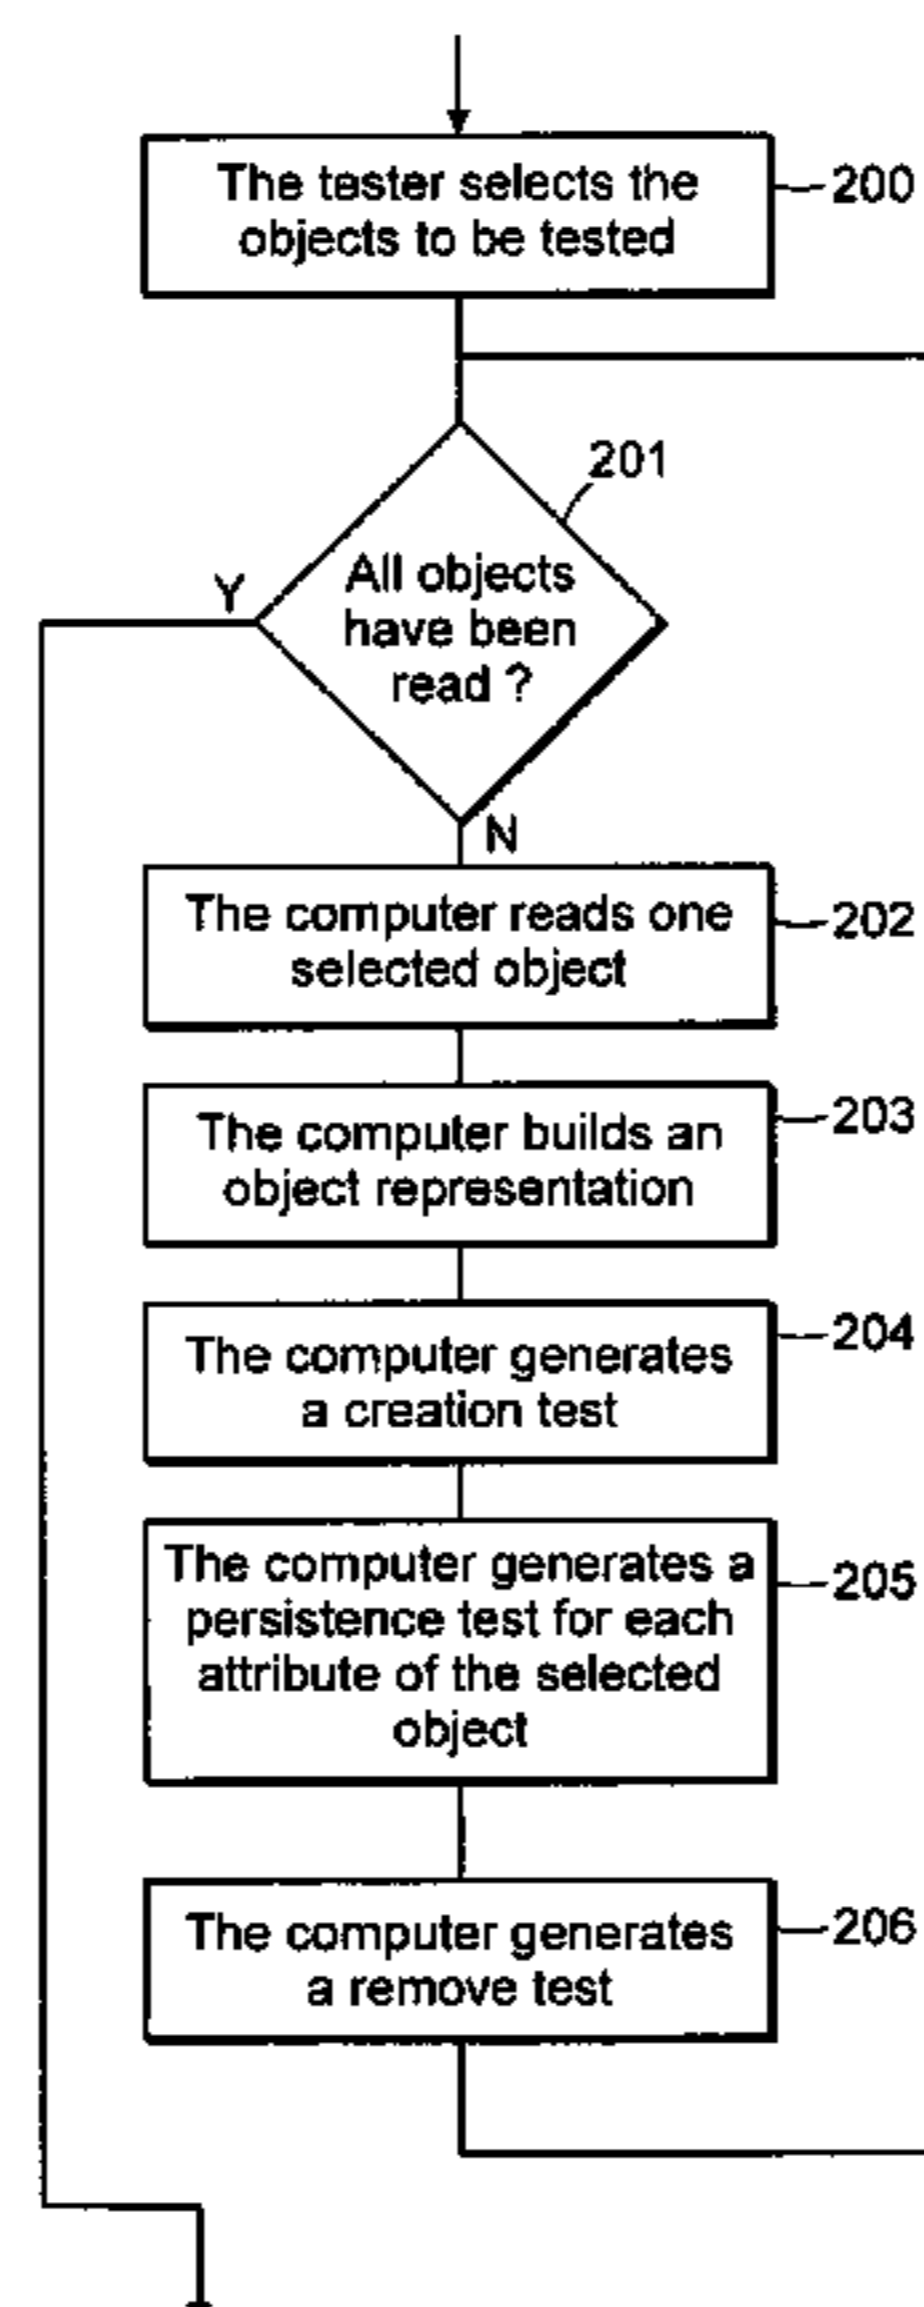 The tester selects the
objects to be tested
200
201
All objects
have been
read ?
Y
N
The computer reads one
selected object
202
The computer builds an
object representation
203
The computer generates
a creation test
204
The computer generates a
persistence test for each
attribute of the selected
object
205
The computer generates
a remove test
206